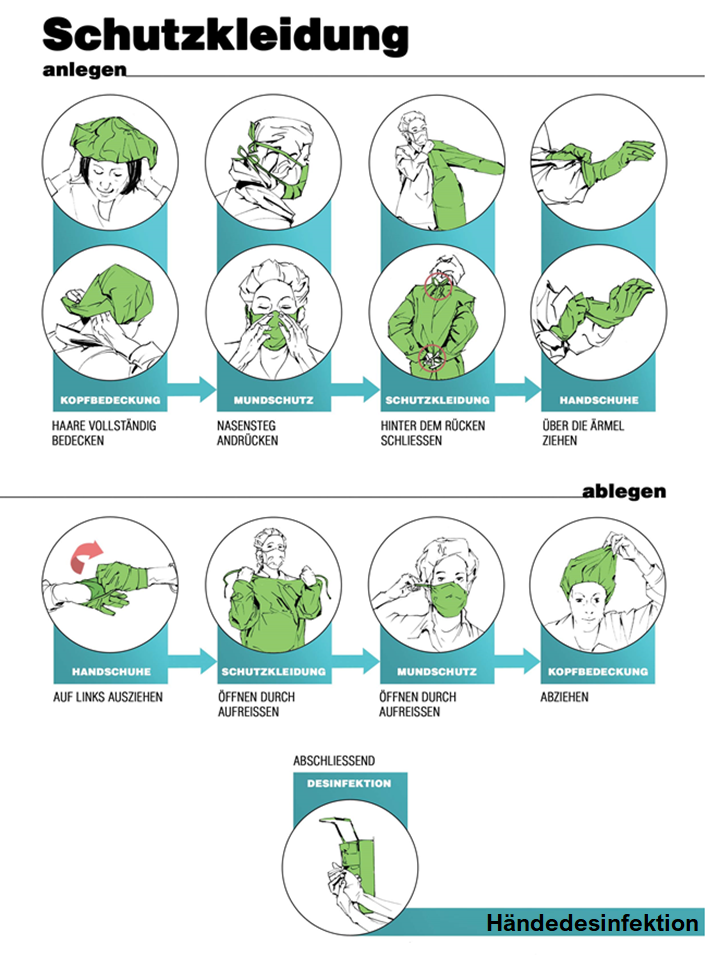 Schutzkleidung
anlegen
KOPFBEDECKUNG
MUNDSCHUTZ
SCHUTZKLEIDUNG
HANDSCHUHE
HAARE VOLLSTÄNDIG
BEDECKEN
NASENSTEG
ANDRÜCKEN
HINTER DEM RÜCKEN
SCHLIESSEN
ÜBER DIE ÄRMEL
ZIEHEN
ablegen
HANDSCHUHE
SCHUTZKLEIDUNG
MUNDSCHUTZ
KOPFBEDECKUNG
AUF LINKS AUSZIEHEN
ÖFFNEN DURCH
AUFREISSEN
ÖFFNEN DURCH
AUFREISSEN
ABZIEHEN
ABSCHLIESSEND
DESINFEKTION
Händedesinfektion